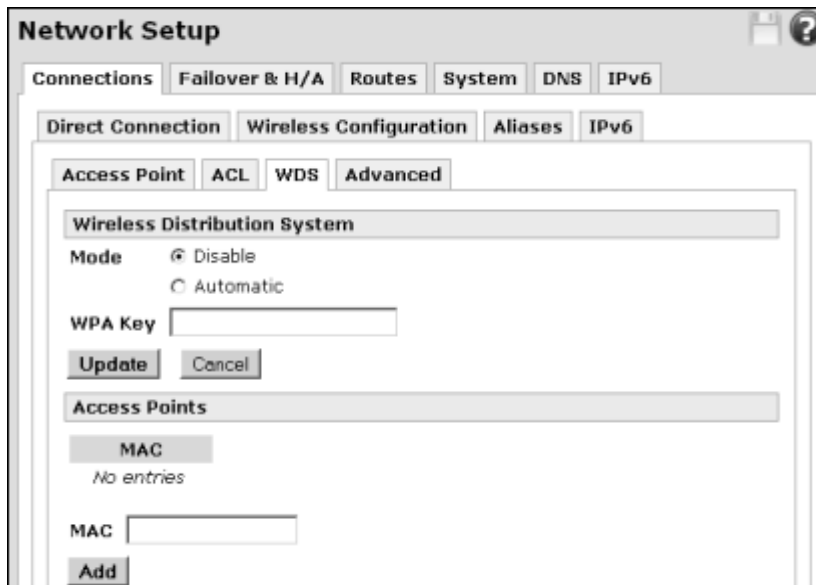 Network Setup
?
Connections Failover & H/A Routes System DNS IPv6
Direct Connection Wireless Configuration Aliases IPv6
Access Point ACL WDS Advanced
Wireless Distribution System
Mode Disable
Automatic
WPA Key
Update Cancel
Access Points
MAC
No entries
MAC
Add